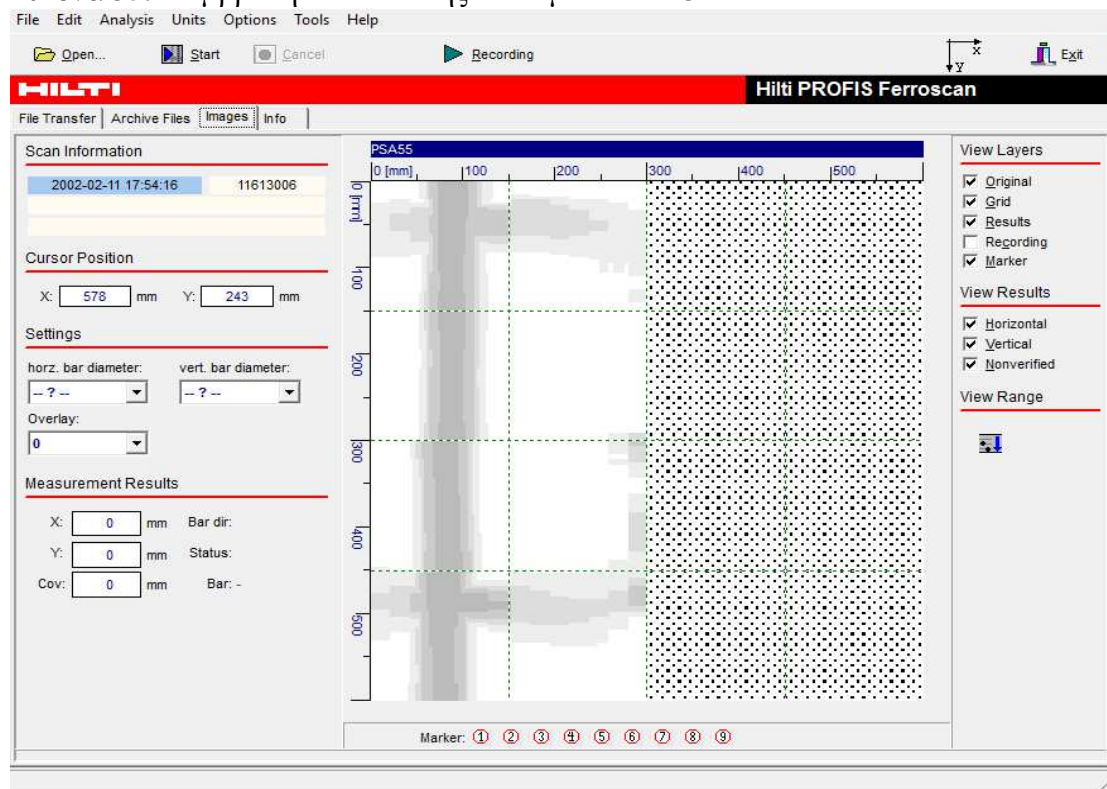 File Edit Analysis Units Options Tools Help
Open... Start Cancel Recording X Y Exit
HILTI Hilti PROFIS Ferroscan
File Transfer Archive Files Images Info
Scan Information
2002-02-11 17:54:16 11613006
Cursor Position
X: 578 mm Y: 243 mm
Settings
horz. bar diameter: vert. bar diameter:
-- ? -- -- ? --
Overlay:
0
Measurement Results
X: 0 mm Bar dir:
Y: 0 mm Status:
Cov: 0 mm Bar: -
PSA55
0 [mm] 100 200 300 400 500
0 [mm]
100
200
300
400
500
Marker: ① ② ③ ④ ⑤ ⑥ ⑦ ⑧ ⑨
View Layers
Original
Grid
Results
Recording
Marker
View Results
Horizontal
Vertical
Nonverified
View Range